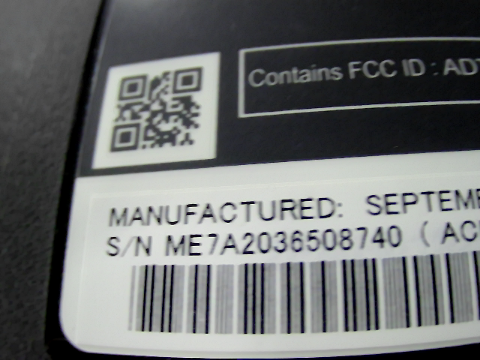 Contains FCC ID : ADT
MANUFACTURED: SEPTEMB
S/N ME7A2036508740 ( AC